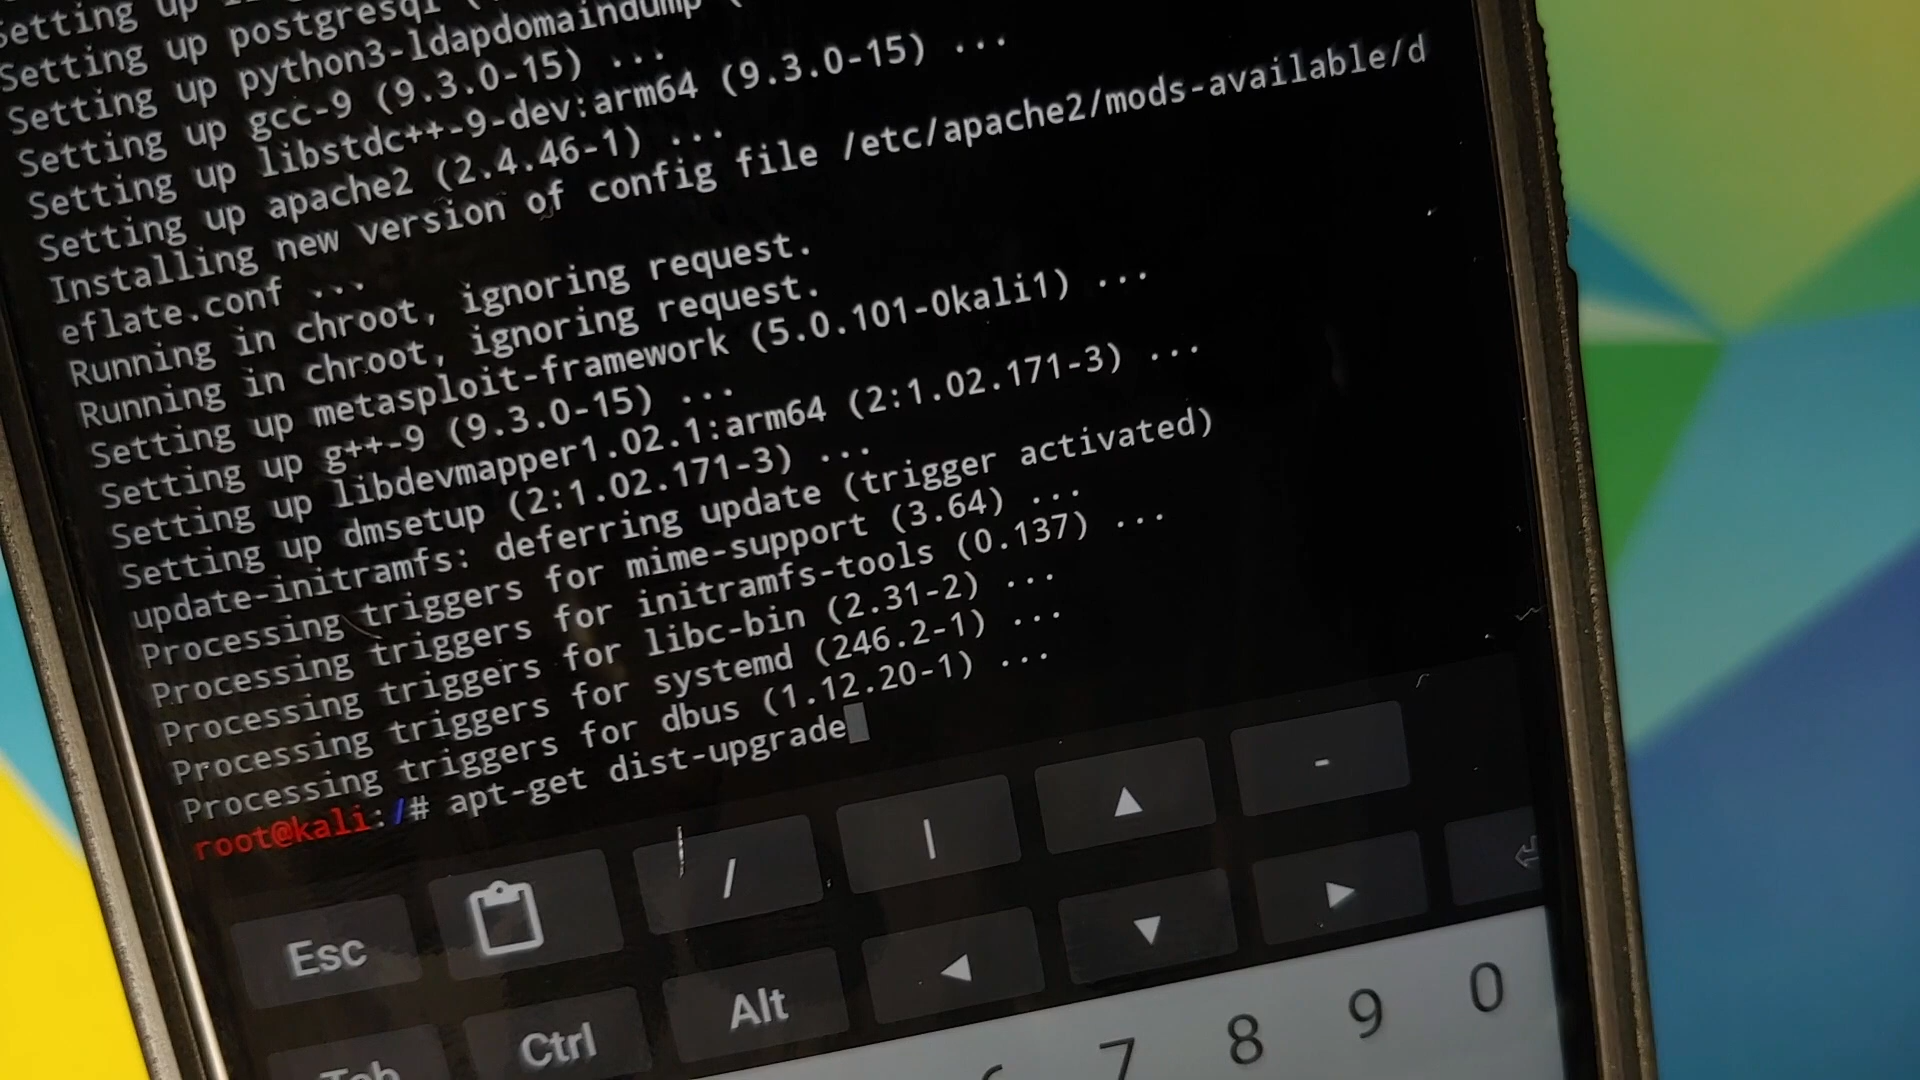 Setting up
Setting up postgresql (
Setting up python3-ldapdomaindump (
Setting up gcc-9 (9.3.0-15) ...
Setting up libstdc++-9-dev:arm64 (9.3.0-15) ...
Setting up apache2 (2.4.46-1) ...
Installing new version of config file /etc/apache2/mods-available/d
eflate.conf ...
Running in chroot, ignoring request.
Running in chroot, ignoring request.
Setting up metasploit-framework (5.0.101-0kali1) ...
Setting up g++-9 (9.3.0-15) ...
Setting up libdevmapper1.02.1:arm64 (2:1.02.171-3) ...
Setting up dmsetup (2:1.02.171-3) ...
update-initramfs: deferring update (trigger activated)
Processing triggers for mime-support (3.64) ...
Processing triggers for initramfs-tools (0.137) ...
Processing triggers for libc-bin (2.31-2) ...
Processing triggers for systemd (246.2-1) ...
Processing triggers for dbus (1.12.20-1) ...
root@kali:/# apt-get dist-upgrade
Esc / | ▲ -
Tab Ctrl Alt ◀ ▼ ▶
7 8 9 0